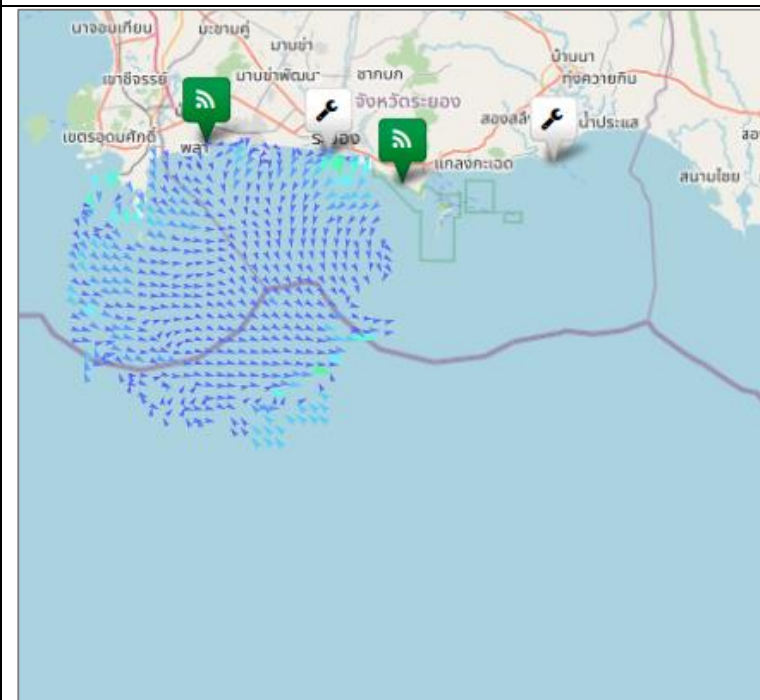 นาจอมเทียน
มะขามคู่
มาบข่า
บ้านนา
เขาชีจรรย์
มาบข่าพัฒนา
ชากบก
ทุ่งควายกิน
จังหวัดระยอง
สองสลึ
น้ำประแส
เขตรอุดมศักดิ์
พลา
ระยอง
แกลงกะเฉด
สนามไชย